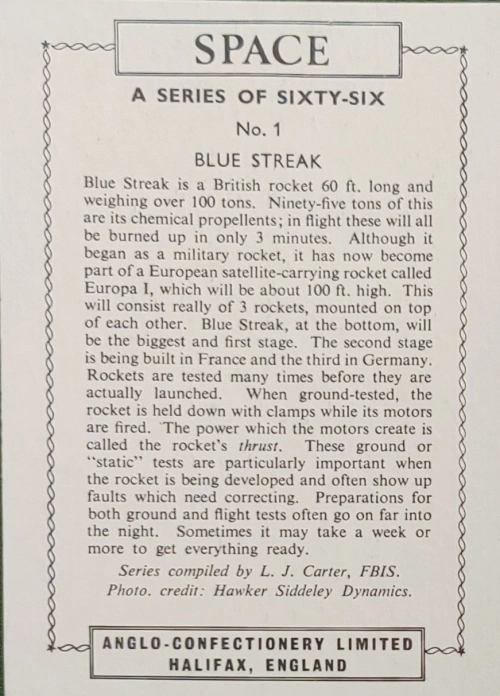 SPACE
A SERIES OF SIXTY-SIX
No. 1
BLUE STREAK
Blue Streak is a British rocket 60 ft. long and
weighing over 100 tons. Ninety-five tons of this
are its chemical propellents; in flight these will all
be burned up in only 3 minutes. Although it
began as a military rocket, it has now become
part of a European satellite-carrying rocket called
Europa I, which will be about 100 ft. high. This
will consist really of 3 rockets, mounted on top
of each other. Blue Streak, at the bottom, will
be the biggest and first stage. The second stage
is being built in France and the third in Germany.
Rockets are tested many times before they are
actually launched. When ground-tested, the
rocket is held down with clamps while its motors
are fired. The power which the motors create is
called the rocket's thrust. These ground or
"static" tests are particularly important when
the rocket is being developed and often show up
faults which need correcting. Preparations for
both ground and flight tests often go on far into
the night. Sometimes it may take a week or
more to get everything ready.
Series compiled by L. J. Carter, FBIS.
Photo. credit: Hawker Siddeley Dynamics.
ANGLO-CONFECTIONERY LIMITED
HALIFAX, ENGLAND